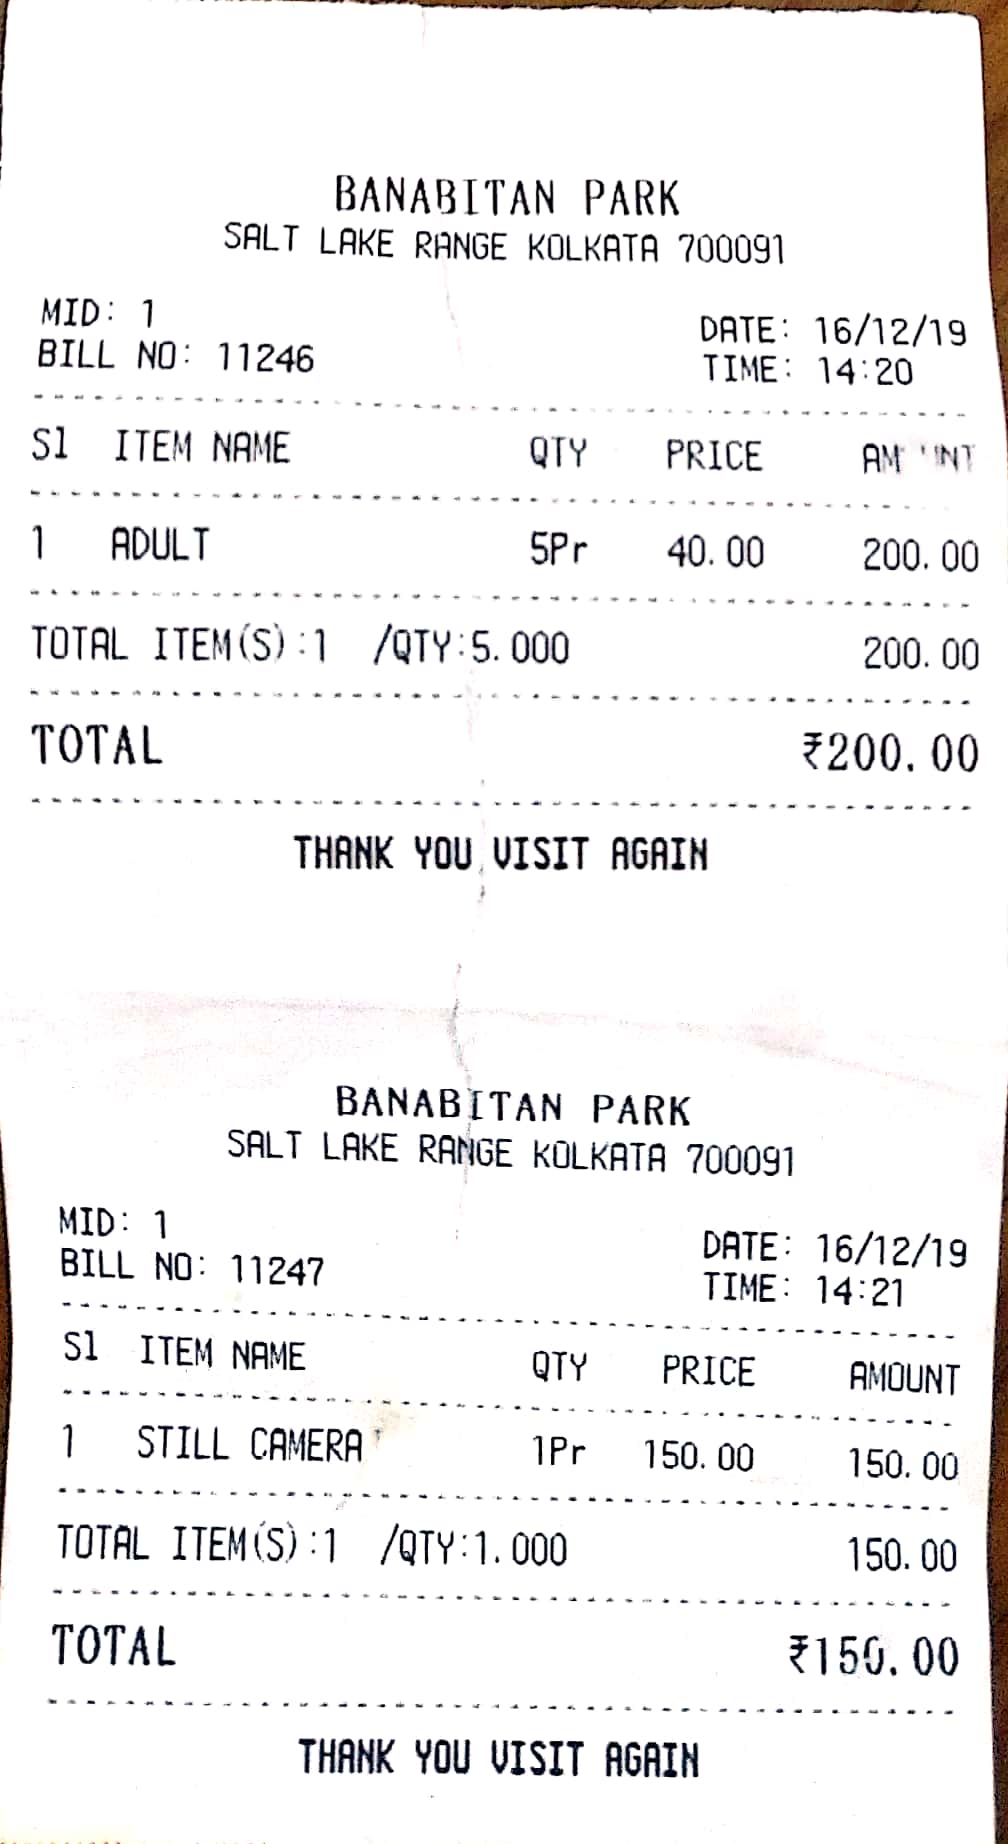 BANABITAN PARK
SALT LAKE RANGE KOLKATA 700091
MID: 1
DATE: 16/12/19
BILL NO: 11246
TIME: 14:20
Sl ITEM NAME QTY PRICE
1 ADULT 5Pr 40.00 200.00
TOTAL ITEM(S):1 /QTY:5.000 200.00
TOTAL ₹200.00
THANK YOU VISIT AGAIN
BANABITAN PARK
SALT LAKE RANGE KOLKATA 700091
MID: 1
DATE: 16/12/19
BILL NO: 11247
TIME: 14:21
Sl ITEM NAME QTY PRICE AMOUNT
1 STILL CAMERA 1Pr 150.00 150.00
TOTAL ITEM(S):1 /QTY:1.000 150.00
TOTAL ₹150.00
THANK YOU VISIT AGAIN